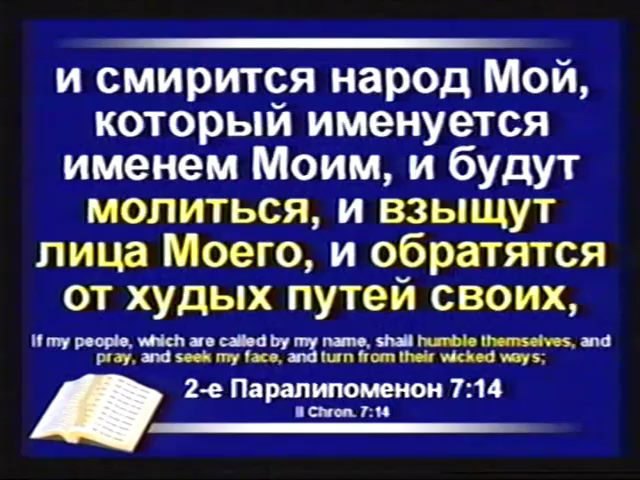 и смирится народ Мой,
который именуется
именем Моим, и будут
молиться, и взыщут
лица Моего, и обратятся
от худых путей своих,
If my people, which are called by my name, shall humble themselves, and
pray, and seek my face, and turn from their wicked ways;
2-е Паралипоменон 7:14
II Chron. 7:14